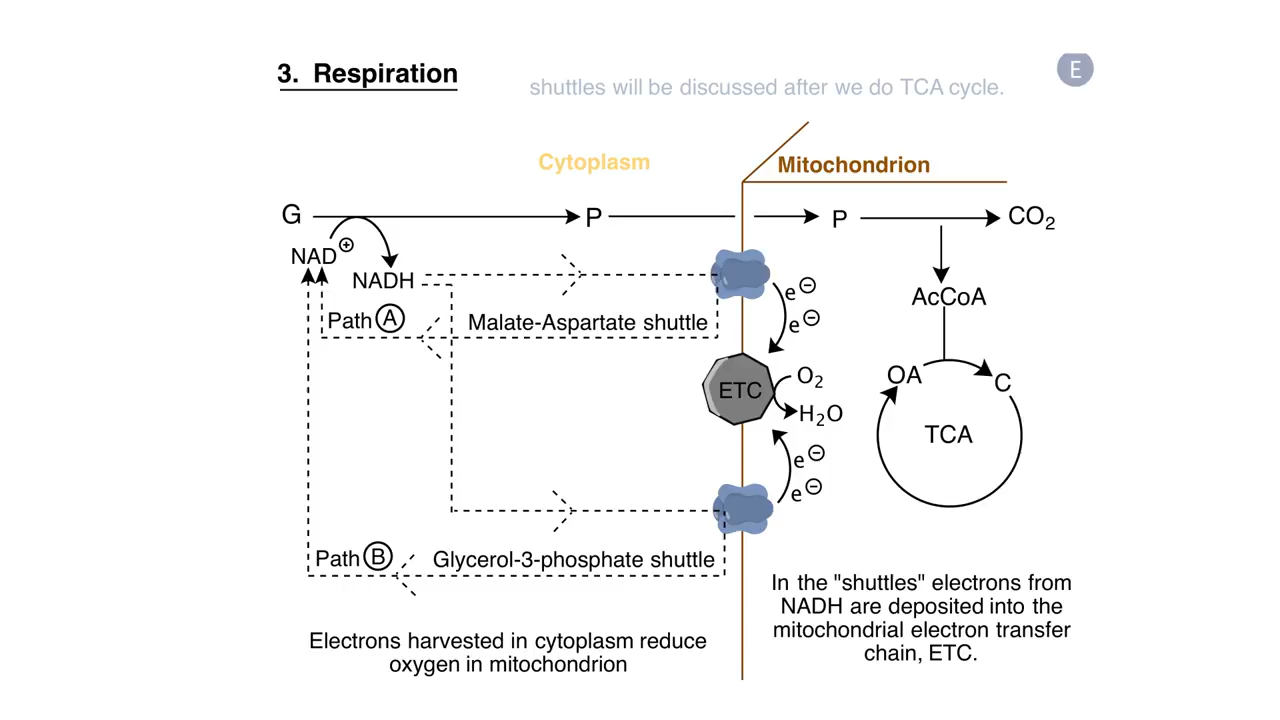 3. Respiration
shuttles will be discussed after we do TCA cycle.
E
Cytoplasm
Mitochondrion
G
P
P
CO₂
NAD⊕
NADH
e⊖
AcCoA
Path Ⓐ
Malate-Aspartate shuttle
e⊖
ETC
O₂
OA
C
H₂O
TCA
e⊖
e⊖
Path Ⓑ
Glycerol-3-phosphate shuttle
In the "shuttles" electrons from
NADH are deposited into the
mitochondrial electron transfer
chain, ETC.
Electrons harvested in cytoplasm reduce
oxygen in mitochondrion